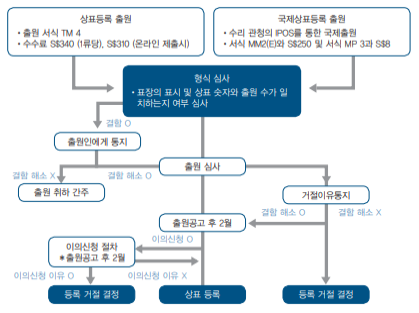 상표등록 출원
• 출원 서식 TM 4
• 수수료 S$340 (1류당), S$310 (온라인 제출시)
국제상표등록 출원
• 수리 관청의 IPOS를 통한 국제출원
• 서식 MM2(E)와 S$250 및 서식 MP 3과 S$8
형식 심사
• 표장의 표시 및 상표 숫자와 출원 수가 일
치하는지 여부 심사
결함 O
출원인에게 통지
출원 심사
결함 해소 X
결함 해소 O
출원 취하 간주
거절이유통지
결함 해소 O
결함 해소 X
출원공고 후 2월
이의신청 O
이의신청 절차
*출원공고 후 2월
이의신청 이유 O
이의신청 이유 X
등록 거절 결정
상표 등록
등록 거절 결정